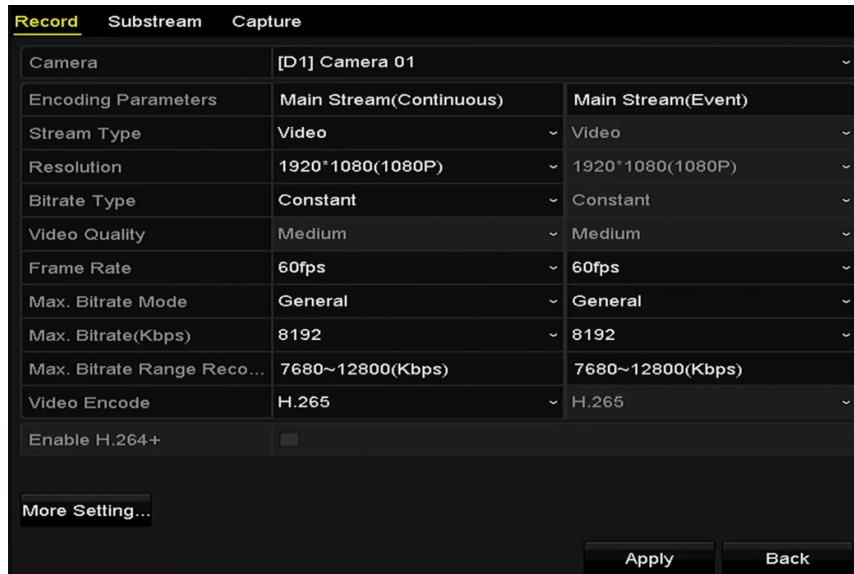 Record Substream Capture
Camera [D1] Camera 01
Encoding Parameters Main Stream(Continuous) Main Stream(Event)
Stream Type Video Video
Resolution 1920*1080(1080P) 1920*1080(1080P)
Bitrate Type Constant Constant
Video Quality Medium Medium
Frame Rate 60fps 60fps
Max. Bitrate Mode General General
Max. Bitrate(Kbps) 8192 8192
Max. Bitrate Range Reco... 7680~12800(Kbps) 7680~12800(Kbps)
Video Encode H.265 H.265
Enable H.264+
More Setting...
Apply Back